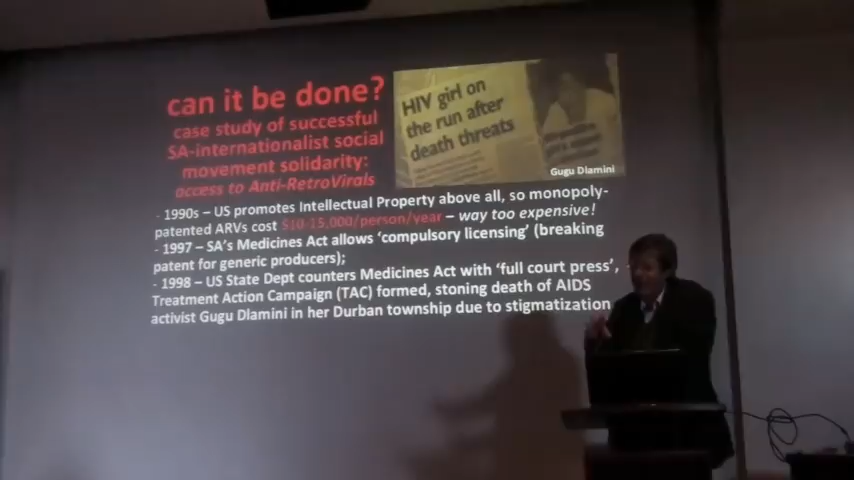 can it be done?
case study of successful
SA-internationalist social
movement solidarity:
access to Anti-RetroVirals
HIV girl on
the run after
death threats
Gugu Dlamini
- 1990s – US promotes Intellectual Property above all, so monopoly-
patented ARVs cost $10-15,000/person/year – way too expensive!
- 1997 – SA's Medicines Act allows 'compulsory licensing' (breaking
patent for generic producers);
- 1998 – US State Dept counters Medicines Act with 'full court press',
Treatment Action Campaign (TAC) formed, stoning death of AIDS
activist Gugu Dlamini in her Durban township due to stigmatization